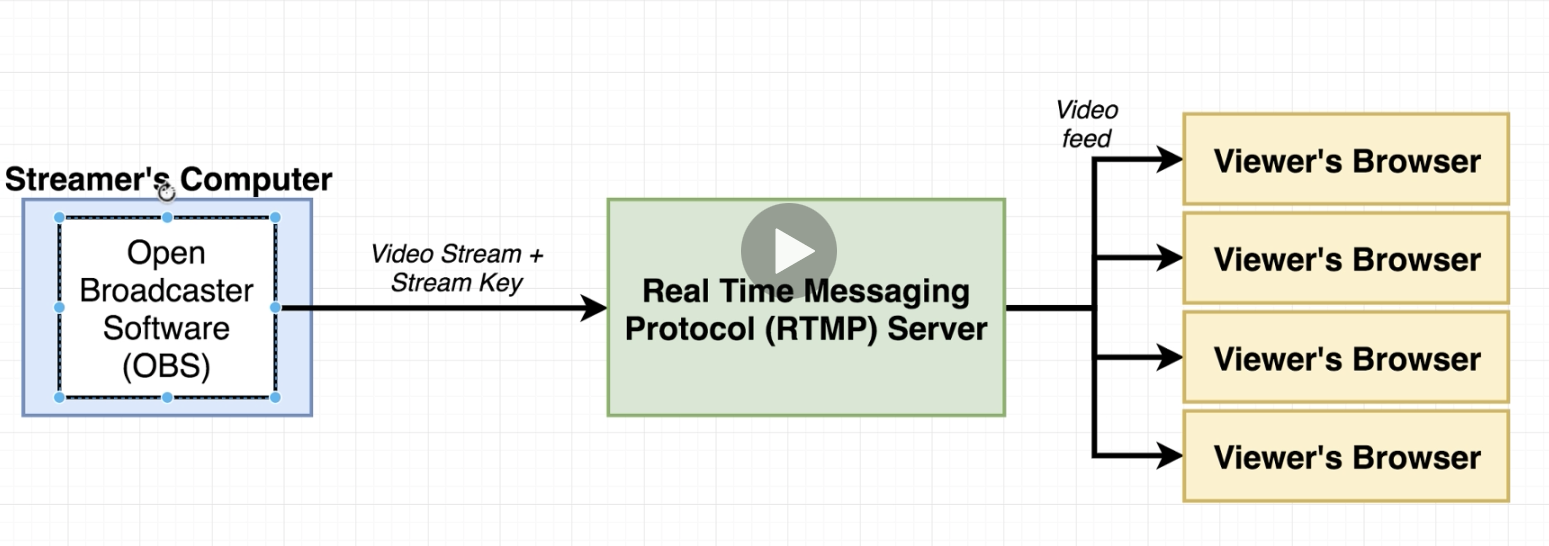 Streamer's Computer
Open
Broadcaster
Software
(OBS)
Video Stream +
Stream Key
Real Time Messaging
Protocol (RTMP) Server
Video
feed
Viewer's Browser
Viewer's Browser
Viewer's Browser
Viewer's Browser